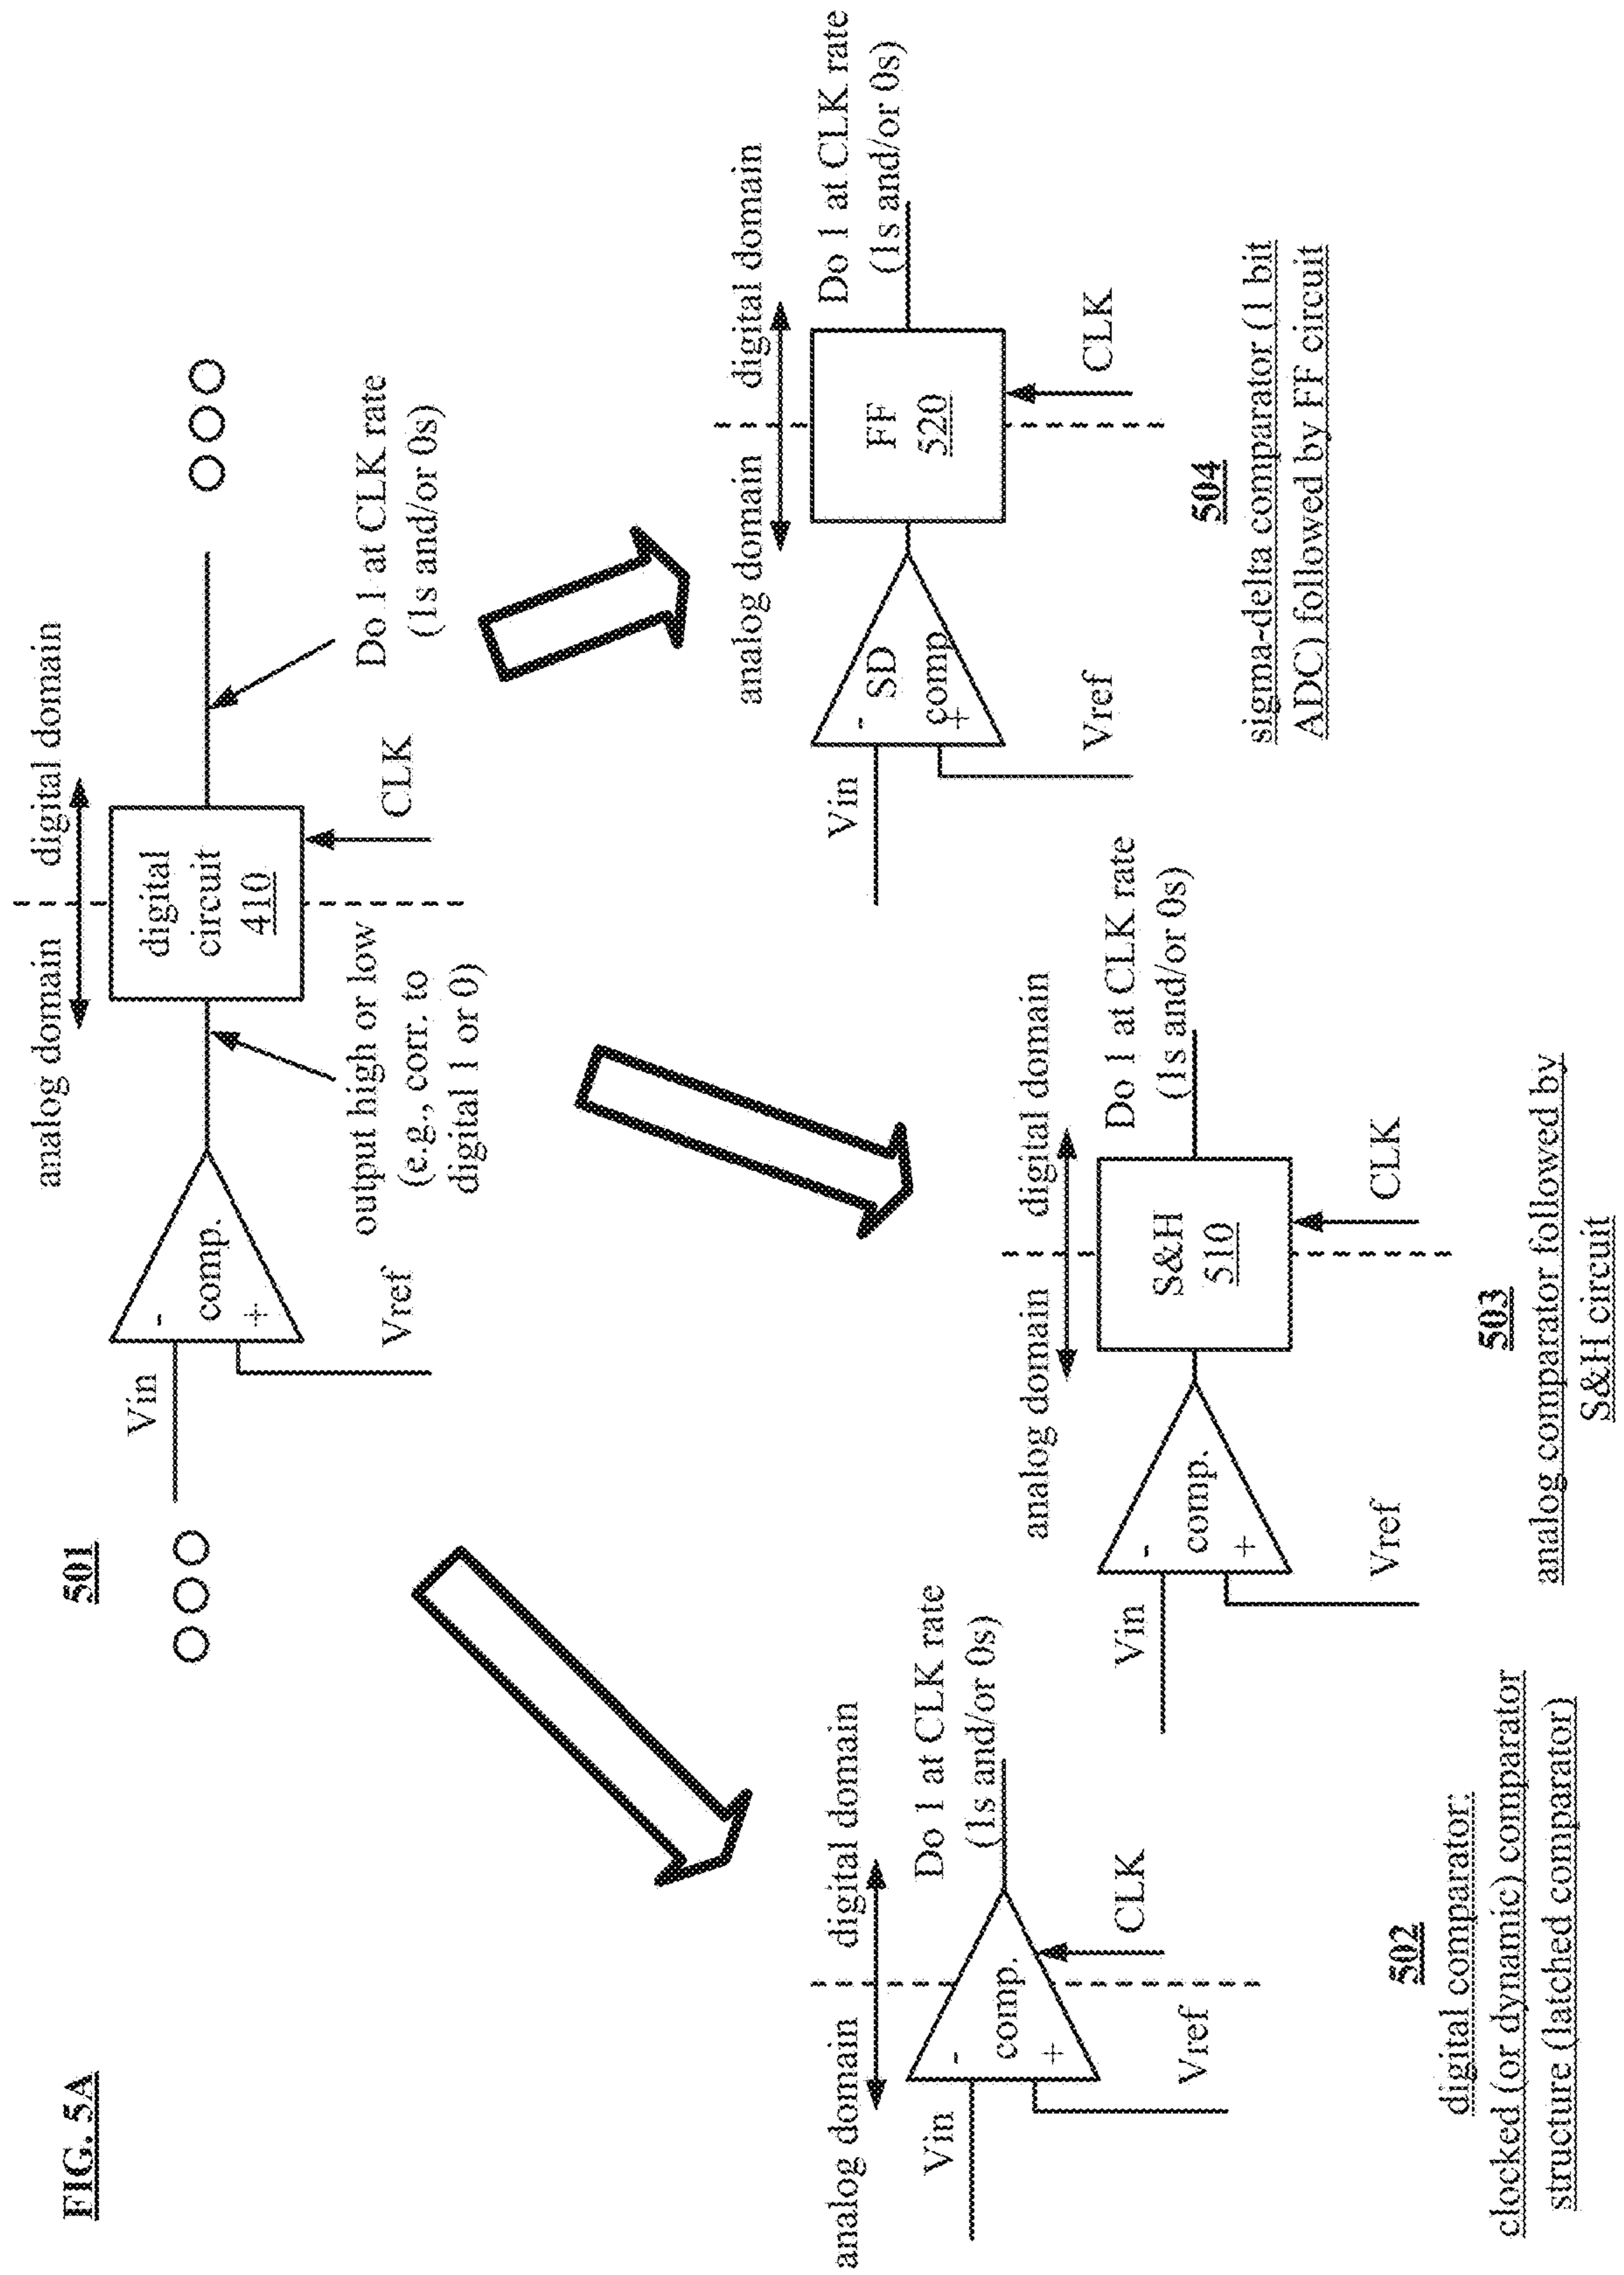 FIG. 5A
501
analog domain
digital domain
Vin
-
comp.
+
Vref
digital
circuit
410
CLK
output high or low
(e.g., corr. to
digital 1 or 0)
Do 1 at CLK rate
(1s and/or 0s)
analog domain
digital domain
Vin
-
comp.
+
Vref
CLK
Do 1 at CLK rate
(1s and/or 0s)
502
digital comparator:
clocked (or dynamic) comparator
structure (latched comparator)
analog domain
digital domain
Vin
-
comp.
+
Vref
S&H
510
CLK
Do 1 at CLK rate
(1s and/or 0s)
503
analog comparator followed by
S&H circuit
analog domain
digital domain
Vin
-
SD
comp
+
Vref
FF
520
CLK
Do 1 at CLK rate
(1s and/or 0s)
504
sigma-delta comparator (1 bit
ADC) followed by FF circuit